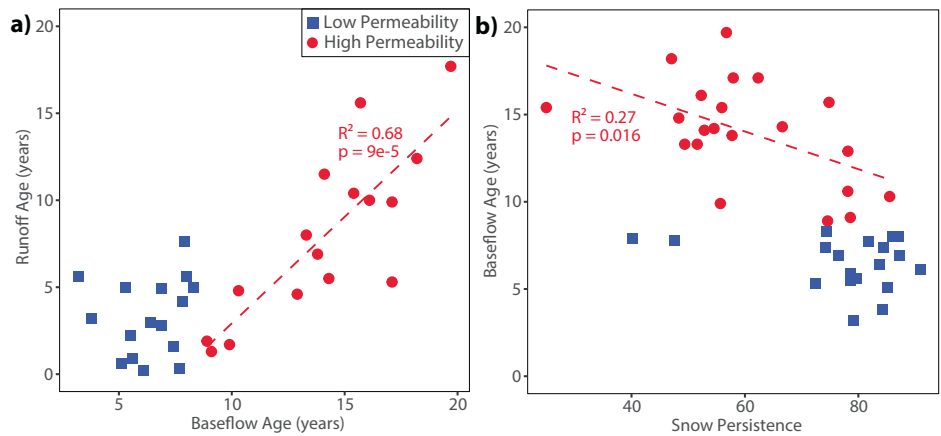 a)
20
15
10
5
0
Runoff Age (years)
Low Permeability
High Permeability
R² = 0.68
p = 9e-5
5 10 15 20
Baseflow Age (years)
b)
20
15
10
5
0
Baseflow Age (years)
R² = 0.27
p = 0.016
40 60 80
Snow Persistence